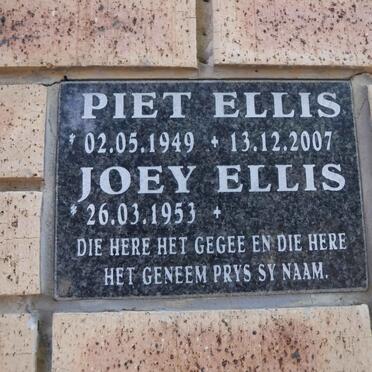 PIET ELLIS
* 02.05.1949 + 13.12.2007
JOEY ELLIS
* 26.03.1953 +
DIE HERE HET GEGEE EN DIE HERE
HET GENEEM PRYS SY NAAM.